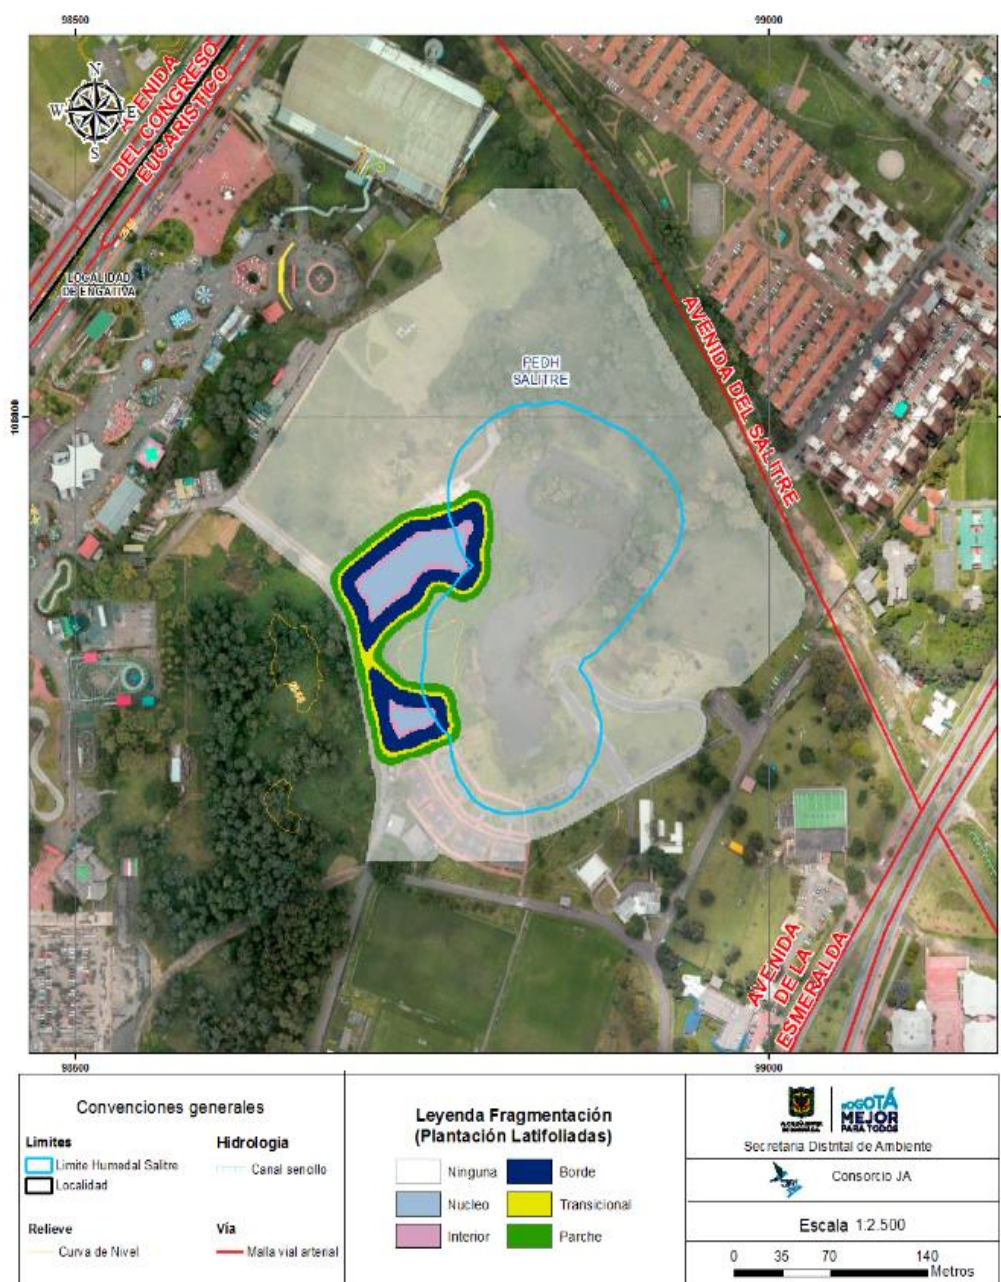 98500
99000
N
W
E
S
AVENIDA
DEL CONGRESO
EUCARÍSTICO
LOCALIDAD
DE ENGATIVA
PEDH
SALITRE
AVENIDA DEL SALITRE
AVENIDA
DE LA
ESMERALDA
98500
99000
Convenciones generales
Limites
Limite Humedal Salitre
Localidad
Hidrologia
Canal sencillo
Relieve
Curva de Nivel
Vía
Malla vial arterial
Leyenda Fragmentación
(Plantación Latifoliadas)
Ninguna
Borde
Nucleo
Transicional
Interior
Parche
BOGOTÁ
MEJOR
PARA TODOS
Secretaria Distrital de Ambiente
Consorcio JA
Escala 1:2.500
0 35 70 140
Metros